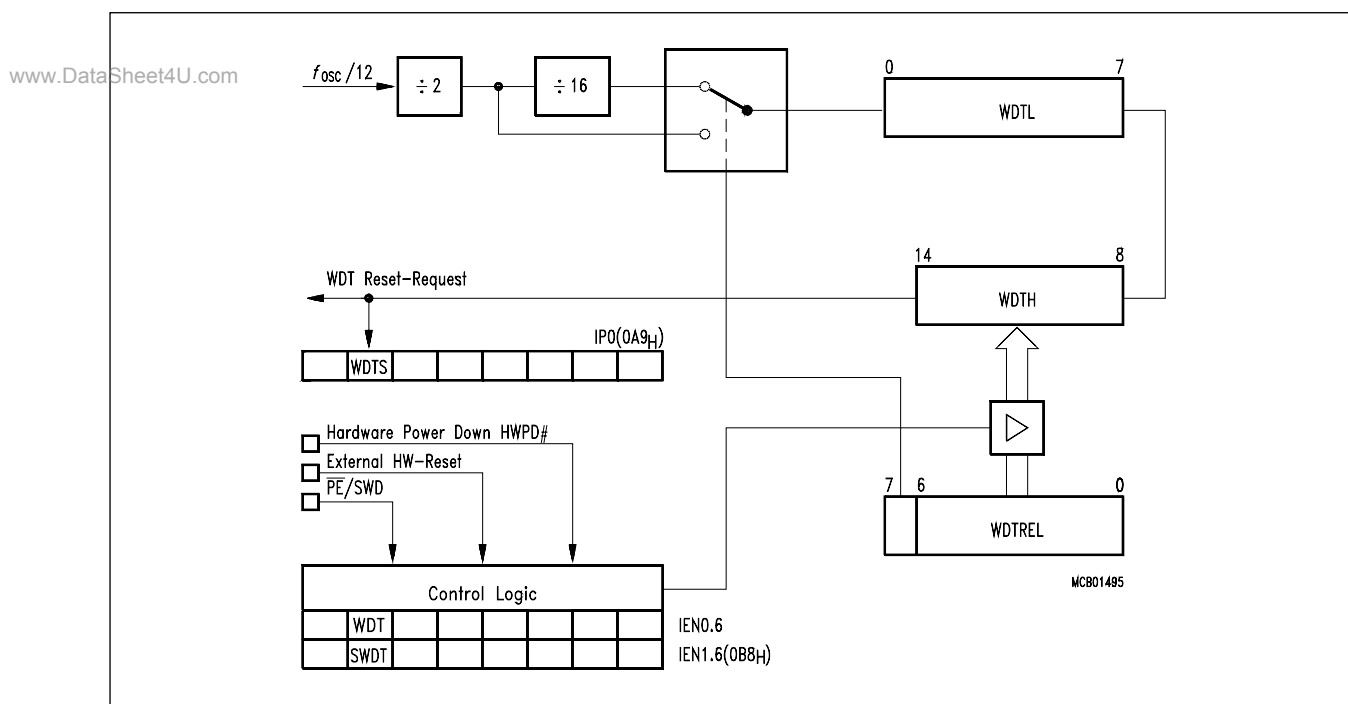 www.DataSheet4U.com
fosc/12
÷ 2
÷ 16
0 7
WDTL
14 8
WDTH
WDT Reset-Request
IP0(0A9H)
WDTS
Hardware Power Down HWPD#
External HW-Reset
PE/SWD
7 6 0
WDTREL
MCB01495
Control Logic
WDT
IEN0.6
SWDT
IEN1.6(0B8H)